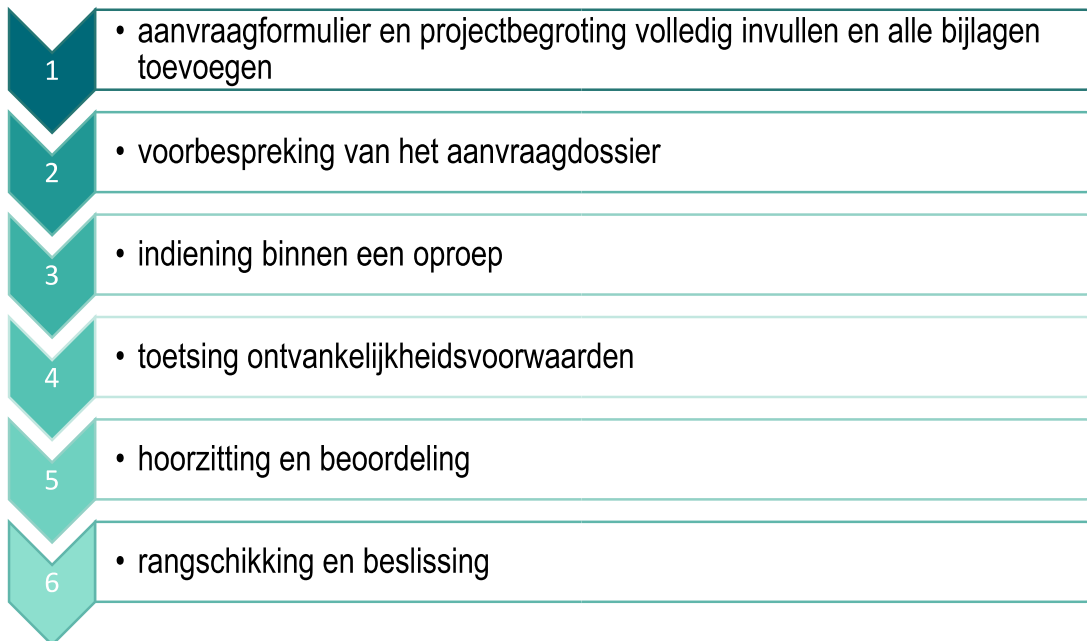 1
• aanvraagformulier en projectbegroting volledig invullen en alle bijlagen
toevoegen
2
• voorbespreking van het aanvraagdossier
3
• indiening binnen een oproep
4
• toetsing ontvankelijkheidsvoorwaarden
5
• hoorzitting en beoordeling
6
• rangschikking en beslissing